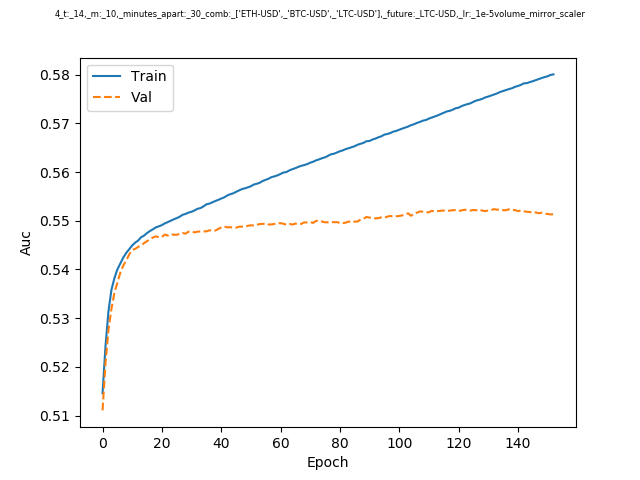 4_t:_14,_m:_10,_minutes_apart:_30_comb:_['ETH-USD',_'BTC-USD',_'LTC-USD'],_future:_LTC-USD,_lr:_1e-5volume_mirror_scaler
Train
Val
0.58
0.57
0.56
0.55
0.54
0.53
0.52
0.51
Auc
0 20 40 60 80 100 120 140
Epoch